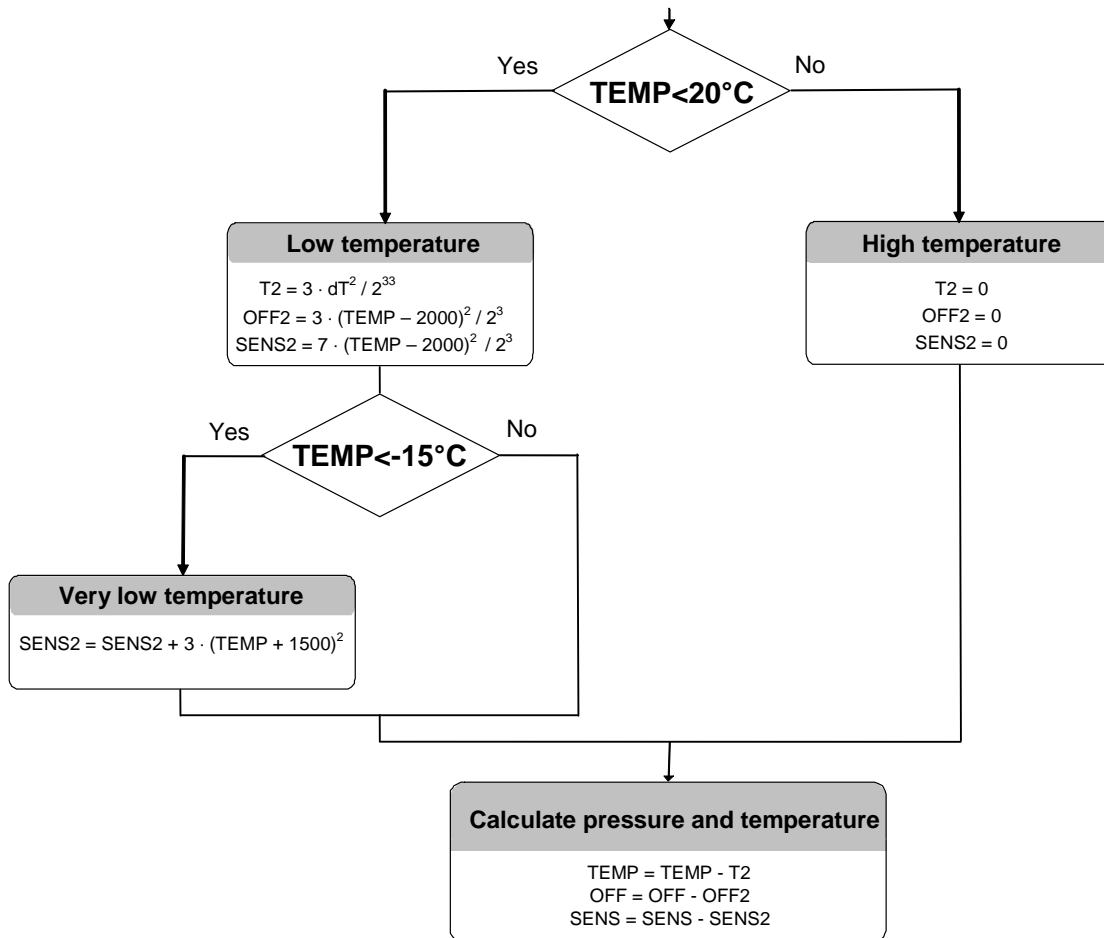 Yes
No
TEMP<20°C
Low temperature
T2 = 3 · dT² / 2³³
OFF2 = 3 · (TEMP – 2000)² / 2³
SENS2 = 7 · (TEMP – 2000)² / 2³
High temperature
T2 = 0
OFF2 = 0
SENS2 = 0
Yes
No
TEMP<-15°C
Very low temperature
SENS2 = SENS2 + 3 · (TEMP + 1500)²
Calculate pressure and temperature
TEMP = TEMP - T2
OFF = OFF - OFF2
SENS = SENS - SENS2